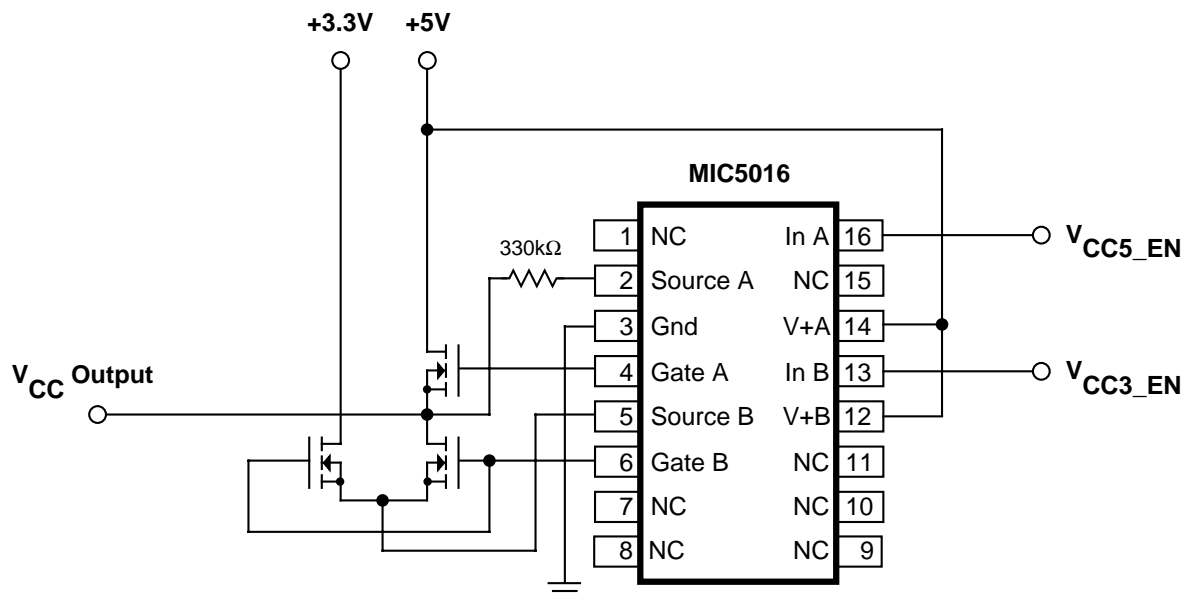 +3.3V +5V
MIC5016
1 NC In A 16 VCC5_EN
330kΩ
2 Source A NC 15
3 Gnd V+A 14
VCC Output
4 Gate A In B 13 VCC3_EN
5 Source B V+B 12
6 Gate B NC 11
7 NC NC 10
8 NC NC 9